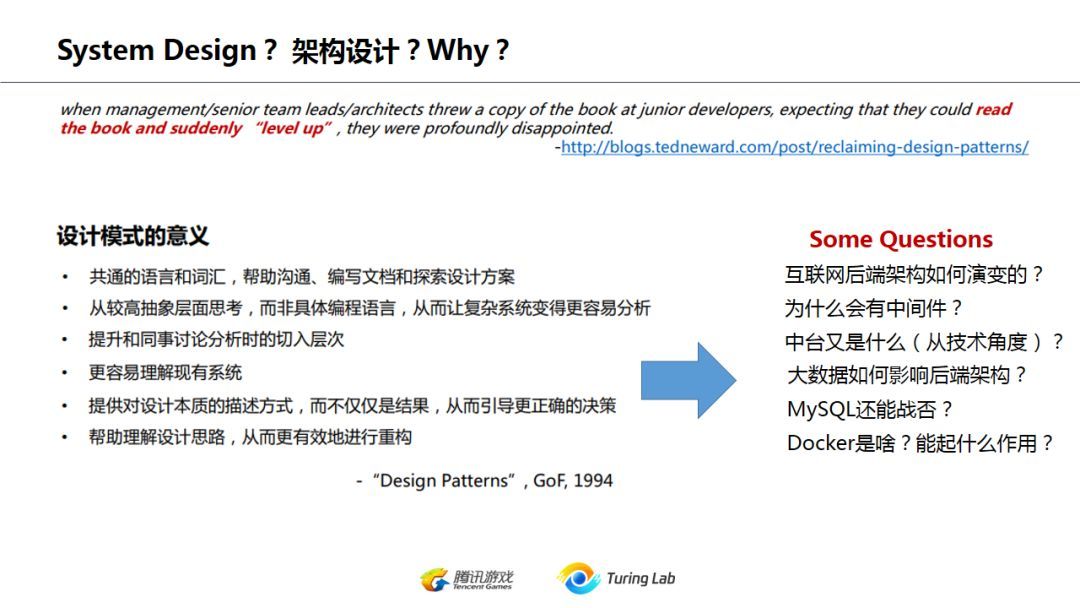 System Design？ 架构设计？Why？
when management/senior team leads/architects threw a copy of the book at junior developers, expecting that they could read
the book and suddenly “level up”, they were profoundly disappointed.
-http://blogs.tedneward.com/post/reclaiming-design-patterns/
设计模式的意义
• 共通的语言和词汇，帮助沟通、编写文档和探索设计方案
• 从较高抽象层面思考，而非具体编程语言，从而让复杂系统变得更容易分析
• 提升和同事讨论分析时的切入层次
• 更容易理解现有系统
• 提供对设计本质的描述方式，而不仅仅是结果，从而引导更正确的决策
• 帮助理解设计思路，从而更有效地进行重构
- “Design Patterns”, GoF, 1994
Some Questions
互联网后端架构如何演变的？
为什么会有中间件？
中台又是什么（从技术角度）？
大数据如何影响后端架构？
MySQL还能战否？
Docker是啥？能起什么作用？
腾讯游戏
Tencent Games
Turing Lab